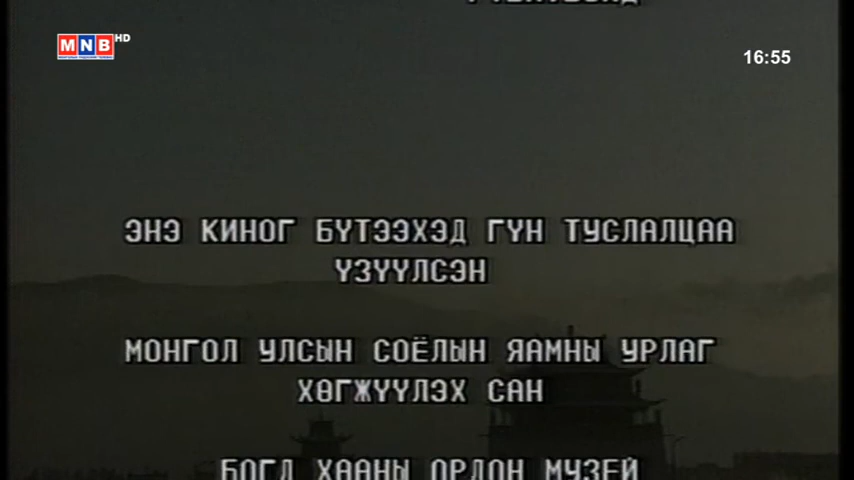 MNB HD
16:55
ЭНЭ КИНОГ БҮТЭЭХЭД ГҮН ТУСЛАЛЦАА
ҮЗҮҮЛСЭН
МОНГОЛ УЛСЫН СОЁЛЫН ЯАМНЫ УРЛАГ
ХӨГЖҮҮЛЭХ САН
БОГД ХААНЫ ОРДОН МУЗЕЙ